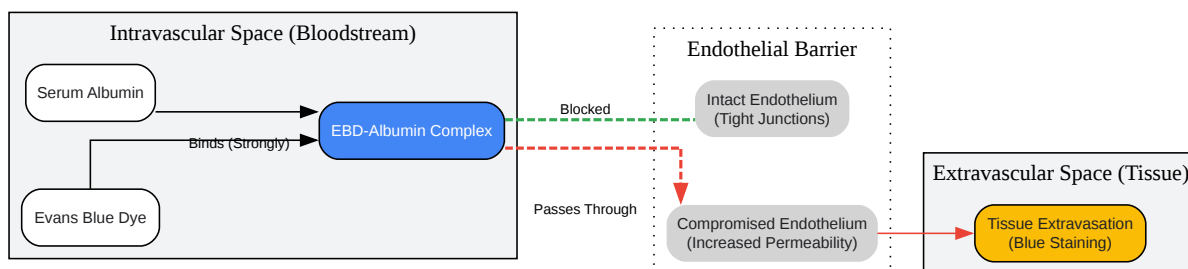 Intravascular Space (Bloodstream)
Serum Albumin
Binds (Strongly)
Evans Blue Dye
EBD-Albumin Complex
Blocked
Passes Through
Endothelial Barrier
Intact Endothelium
(Tight Junctions)
Compromised Endothelium
(Increased Permeability)
Extravascular Space (Tissue)
Tissue Extravasation
(Blue Staining)